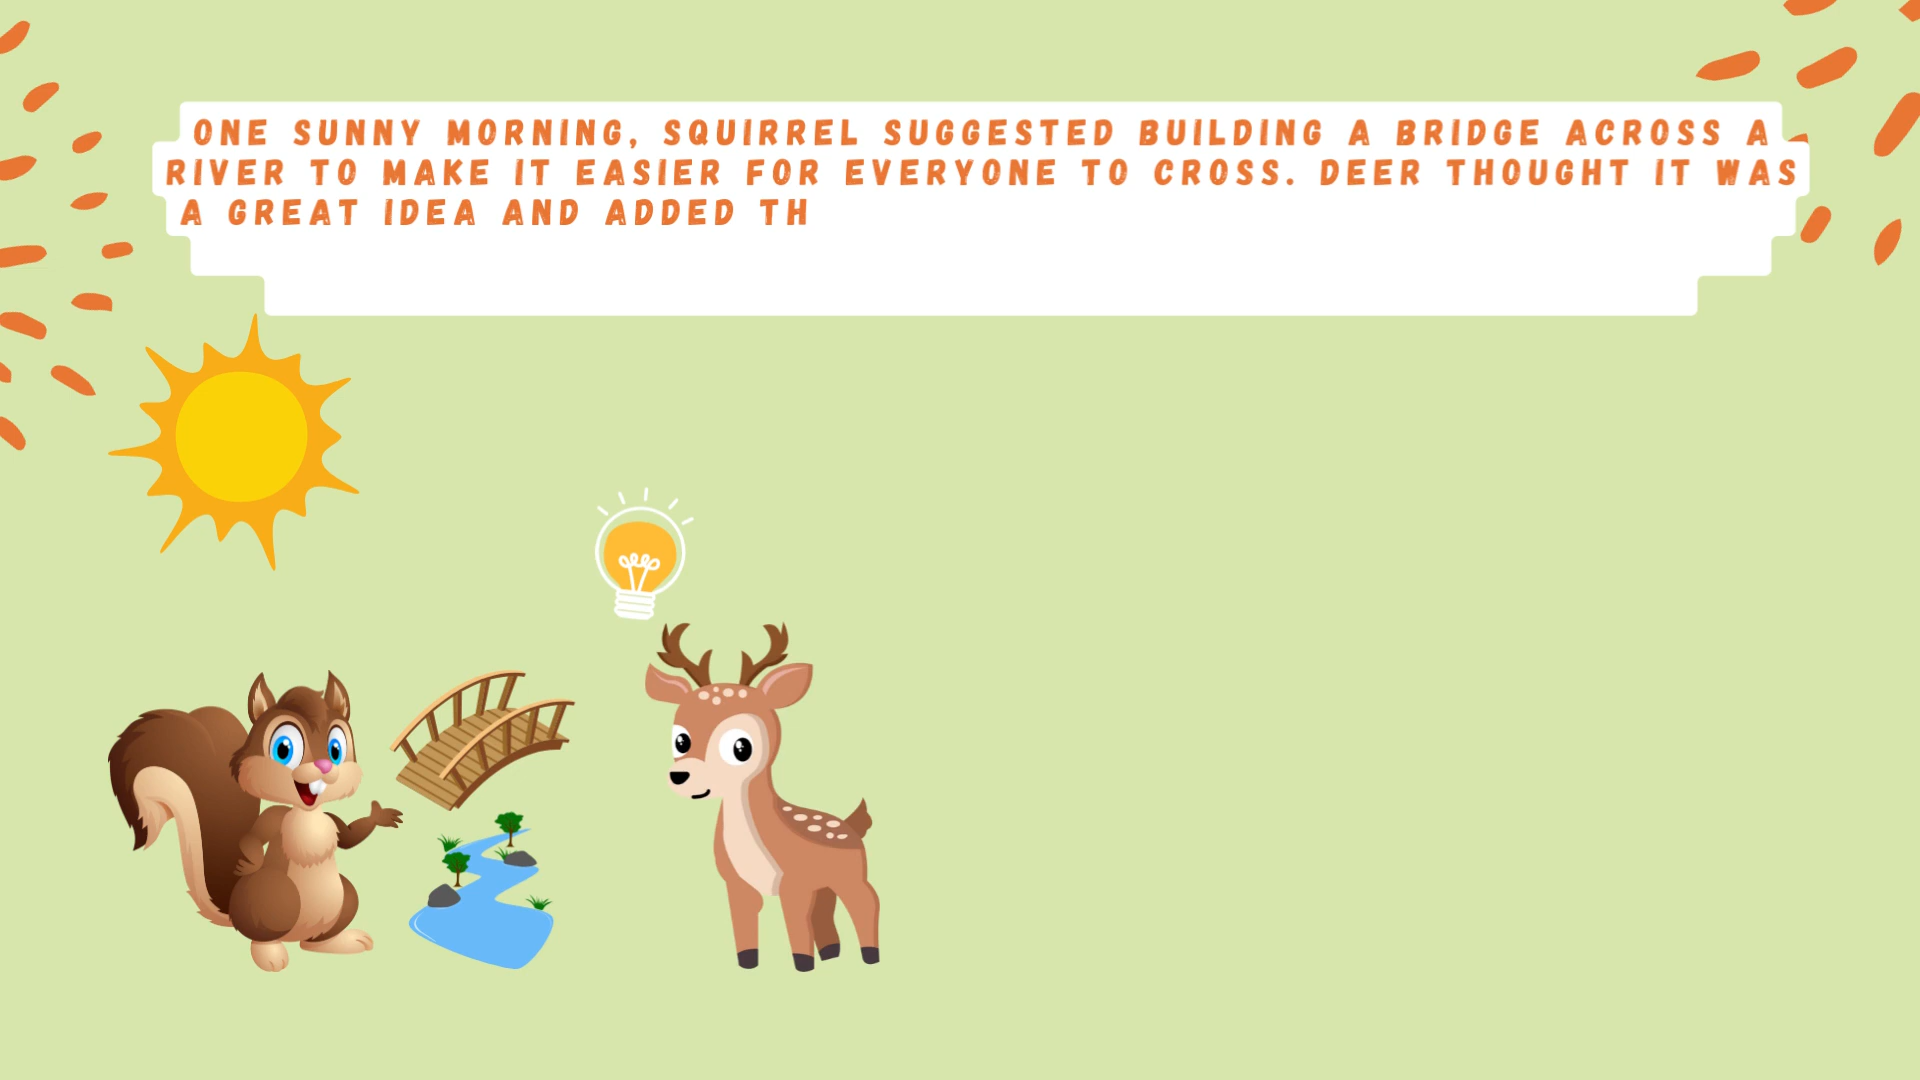 ONE SUNNY MORNING, SQUIRREL SUGGESTED BUILDING A BRIDGE ACROSS A
RIVER TO MAKE IT EASIER FOR EVERYONE TO CROSS. DEER THOUGHT IT WAS
A GREAT IDEA AND ADDED TH